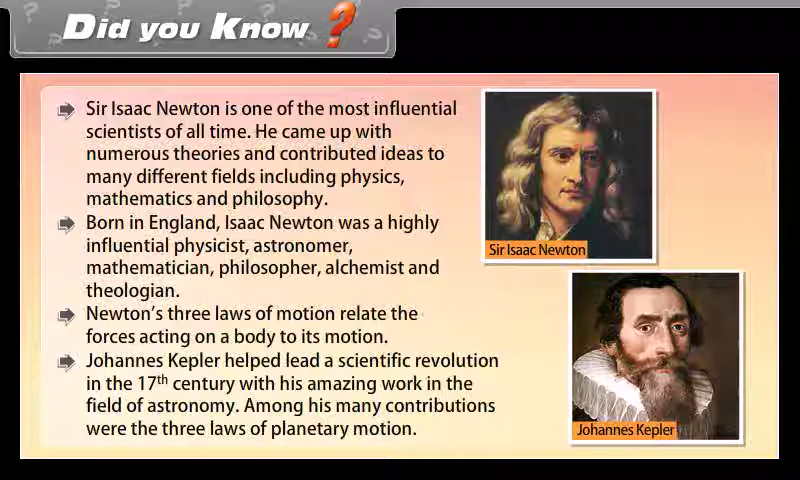 Did you Know ?
Sir Isaac Newton is one of the most influential
scientists of all time. He came up with
numerous theories and contributed ideas to
many different fields including physics,
mathematics and philosophy.
Born in England, Isaac Newton was a highly
influential physicist, astronomer,
mathematician, philosopher, alchemist and
theologian.
Newton's three laws of motion relate the
forces acting on a body to its motion.
Johannes Kepler helped lead a scientific revolution
in the 17th century with his amazing work in the
field of astronomy. Among his many contributions
were the three laws of planetary motion.
Sir Isaac Newton
Johannes Kepler